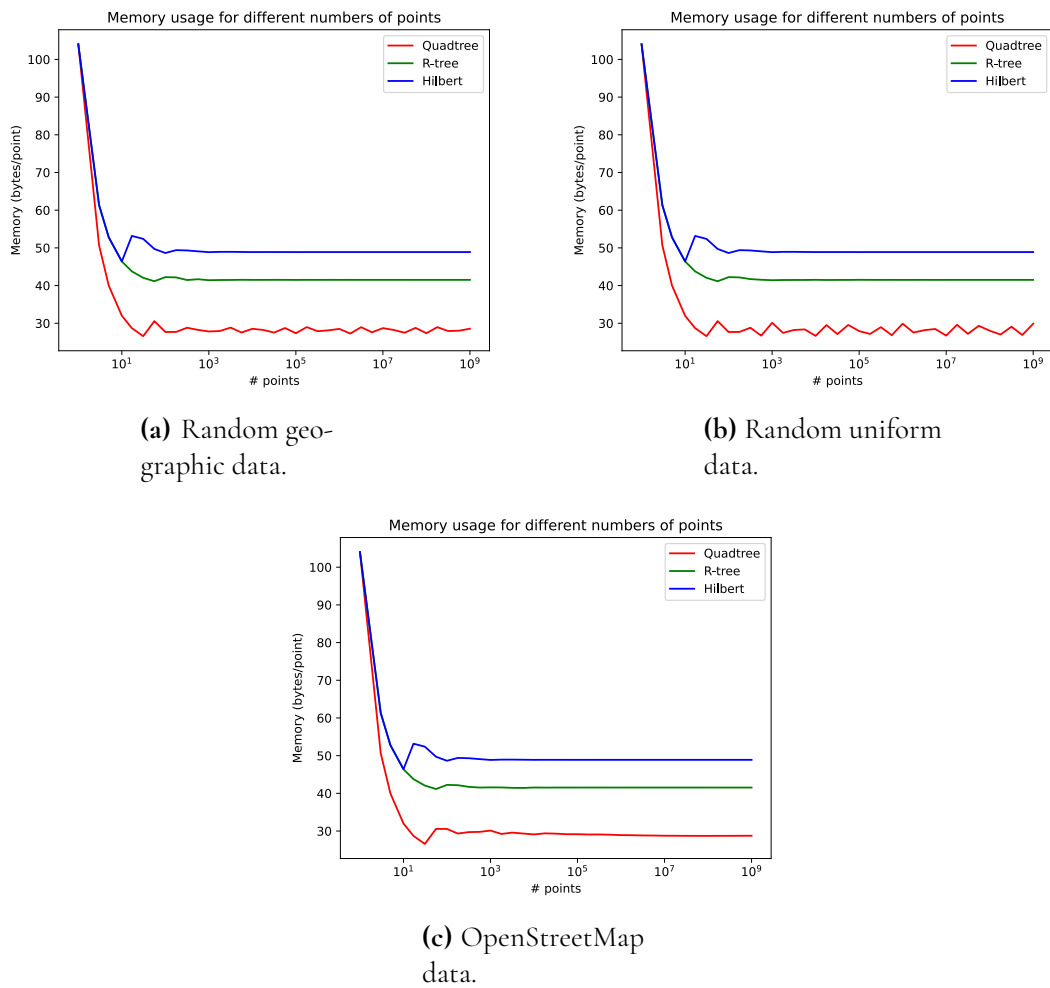 Memory usage for different numbers of points
Quadtree
R-tree
Hilbert
100
90
80
70
60
50
40
30
Memory (bytes/point)
10^1
10^3
10^5
10^7
10^9
# points
(a) Random geo-
graphic data.
Memory usage for different numbers of points
Quadtree
R-tree
Hilbert
100
90
80
70
60
50
40
30
Memory (bytes/point)
10^1
10^3
10^5
10^7
10^9
# points
(b) Random uniform
data.
Memory usage for different numbers of points
Quadtree
R-tree
Hilbert
100
90
80
70
60
50
40
30
Memory (bytes/point)
10^1
10^3
10^5
10^7
10^9
# points
(c) OpenStreetMap
data.